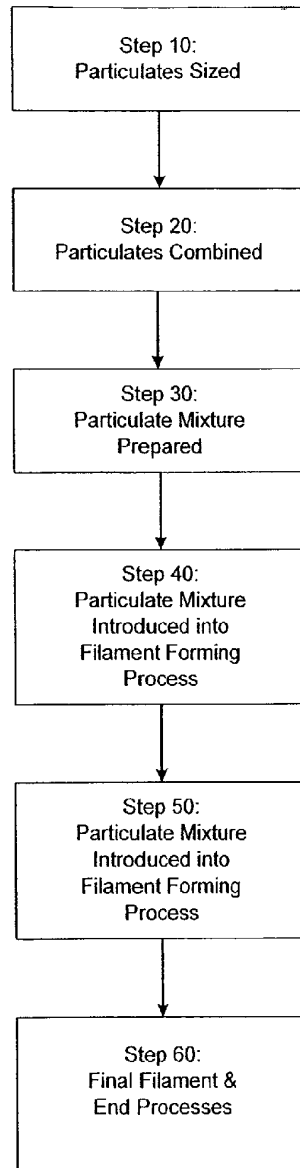 Step 10:
Particulates Sized
Step 20:
Particulates Combined
Step 30:
Particulate Mixture
Prepared
Step 40:
Particulate Mixture
Introduced into
Filament Forming
Process
Step 50:
Particulate Mixture
Introduced into
Filament Forming
Process
Step 60:
Final Filament &
End Processes